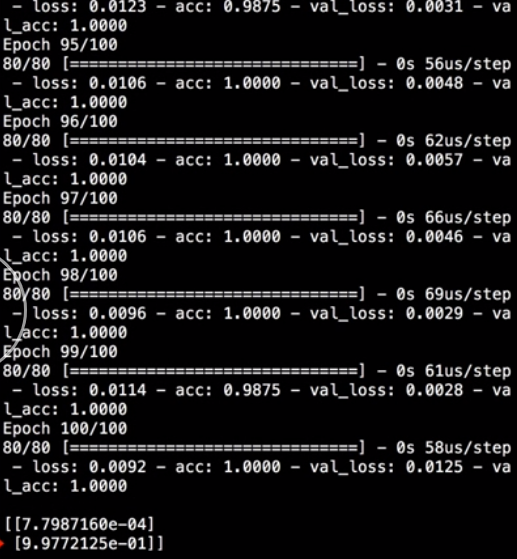 - loss: 0.0123 - acc: 0.9875 - val_loss: 0.0031 - va
l_acc: 1.0000
Epoch 95/100
80/80 [==============================] - 0s 56us/step
 - loss: 0.0106 - acc: 1.0000 - val_loss: 0.0048 - va
l_acc: 1.0000
Epoch 96/100
80/80 [==============================] - 0s 62us/step
 - loss: 0.0104 - acc: 1.0000 - val_loss: 0.0057 - va
l_acc: 1.0000
Epoch 97/100
80/80 [==============================] - 0s 66us/step
 - loss: 0.0106 - acc: 1.0000 - val_loss: 0.0046 - va
l_acc: 1.0000
Epoch 98/100
80/80 [==============================] - 0s 69us/step
 - loss: 0.0096 - acc: 1.0000 - val_loss: 0.0029 - va
l_acc: 1.0000
Epoch 99/100
80/80 [==============================] - 0s 61us/step
 - loss: 0.0114 - acc: 0.9875 - val_loss: 0.0028 - va
l_acc: 1.0000
Epoch 100/100
80/80 [==============================] - 0s 58us/step
 - loss: 0.0092 - acc: 1.0000 - val_loss: 0.0125 - va
l_acc: 1.0000
[[7.7987160e-04]
 [9.9772125e-01]]